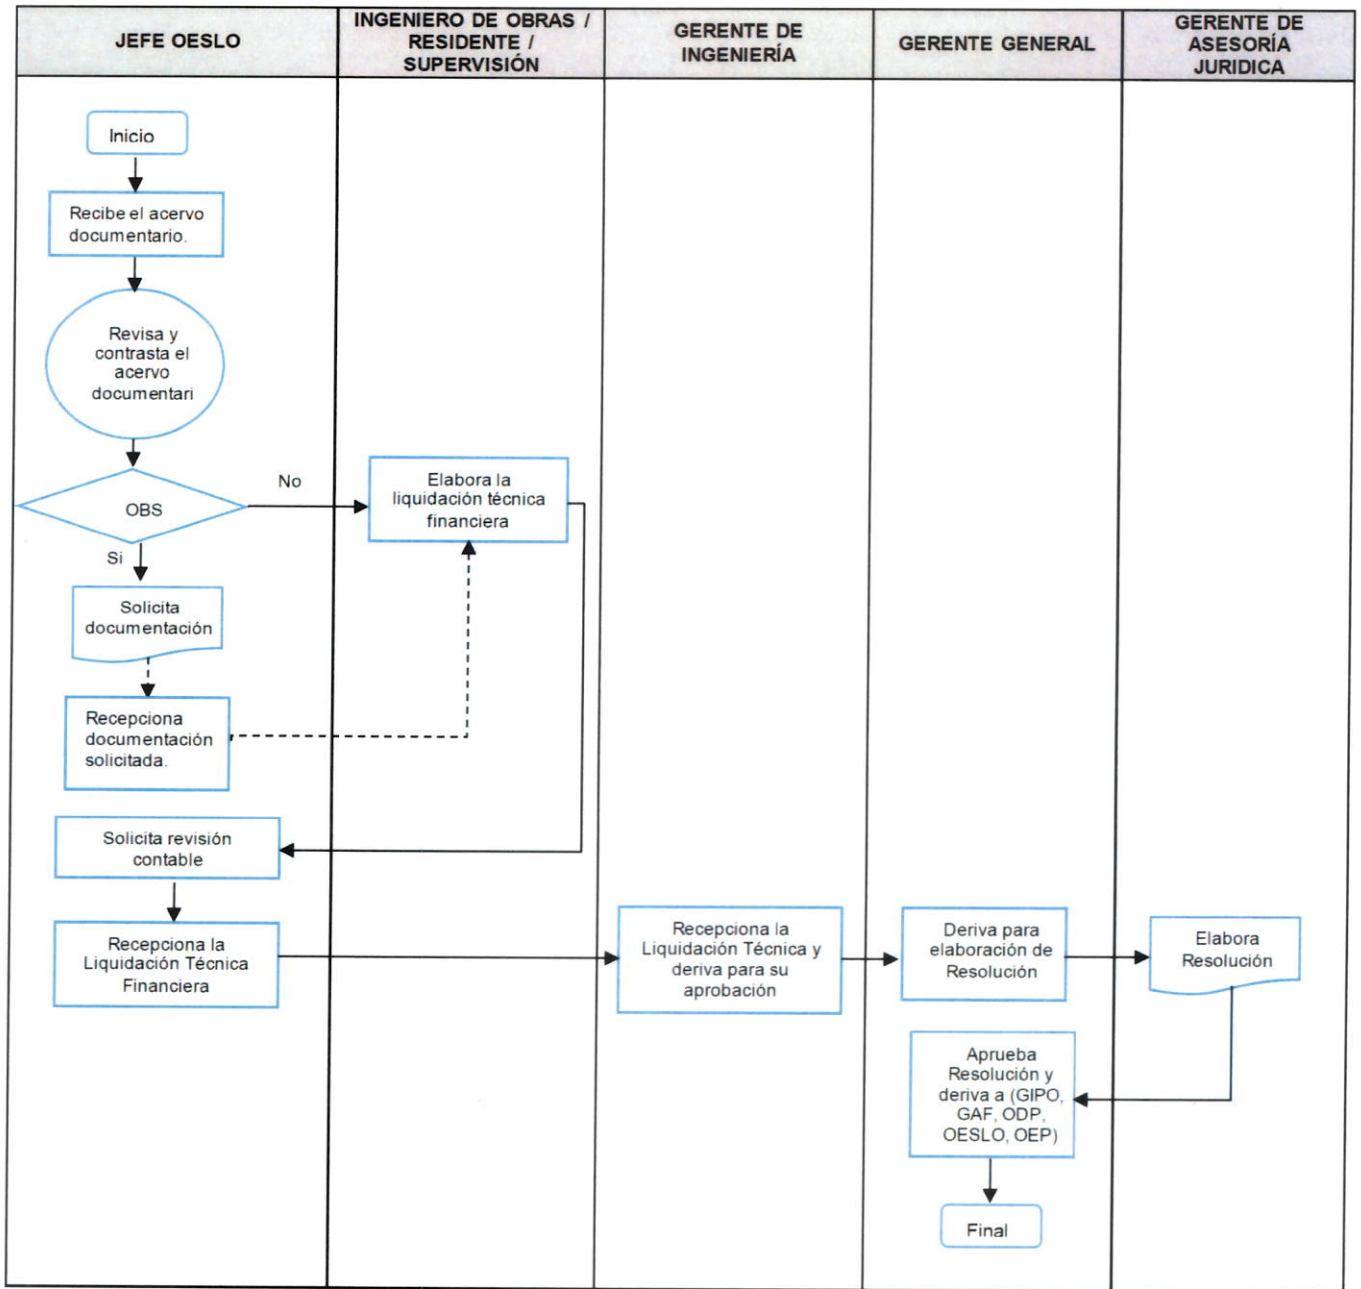 JEFE OESLO
INGENIERO DE OBRAS /
RESIDENTE /
SUPERVISIÓN
GERENTE DE
INGENIERÍA
GERENTE GENERAL
GERENTE DE
ASESORÍA
JURIDICA
Inicio
Recibe el acervo
documentario.
Revisa y
contrasta el
acervo
documentari
OBS
No
Si
Elabora la
liquidación técnica
financiera
Solicita
documentación
Recepciona
documentación
solicitada.
Solicita revisión
contable
Recepciona la
Liquidación Técnica
Financiera
Recepciona la
Liquidación Técnica y
deriva para su
aprobación
Deriva para
elaboración de
Resolución
Elabora
Resolución
Aprueba
Resolución y
deriva a (GIPO,
GAF, ODP,
OESLO, OEP)
Final